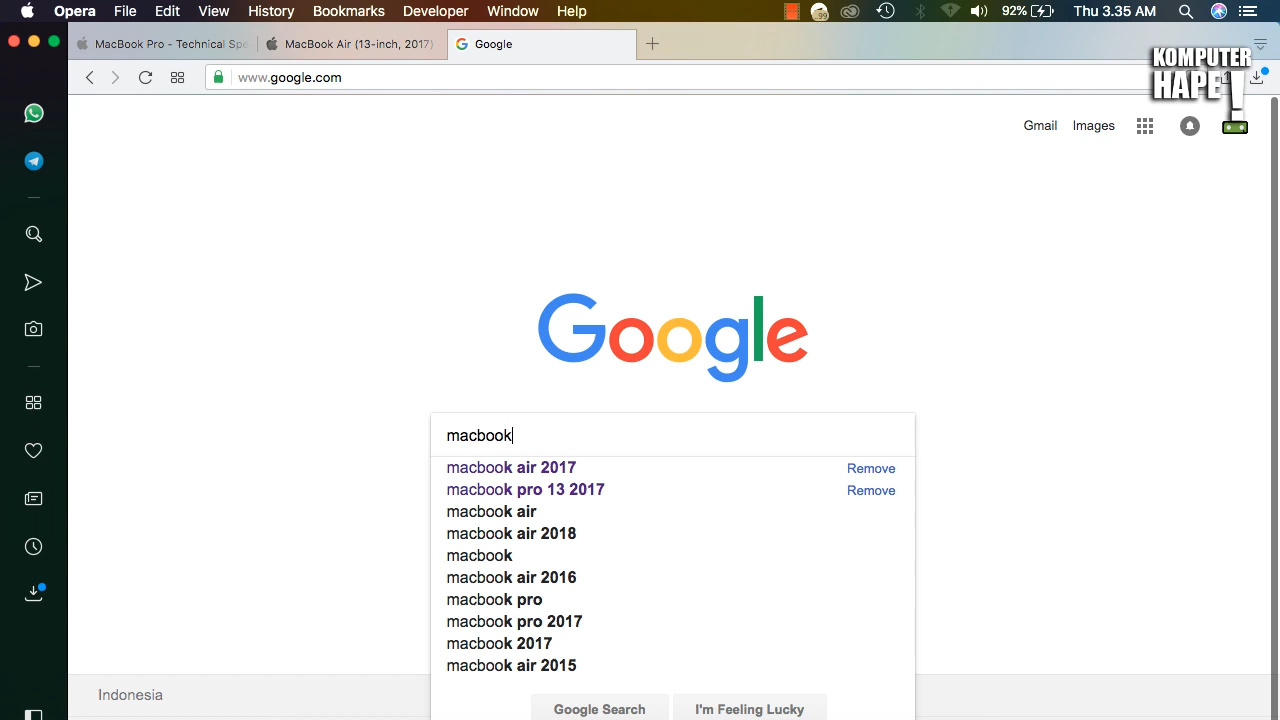 Opera File Edit View History Bookmarks Developer Window Help 99 92% Thu 3.35 AM
MacBook Pro - Technical Spe MacBook Air (13-inch, 2017) Google
www.google.com
KOMPUTER
HAPE!
Gmail Images
Google
macbook
macbook air 2017 Remove
macbook pro 13 2017 Remove
macbook air
macbook air 2018
macbook
macbook air 2016
macbook pro
macbook pro 2017
macbook 2017
macbook air 2015
Indonesia
Google Search I'm Feeling Lucky